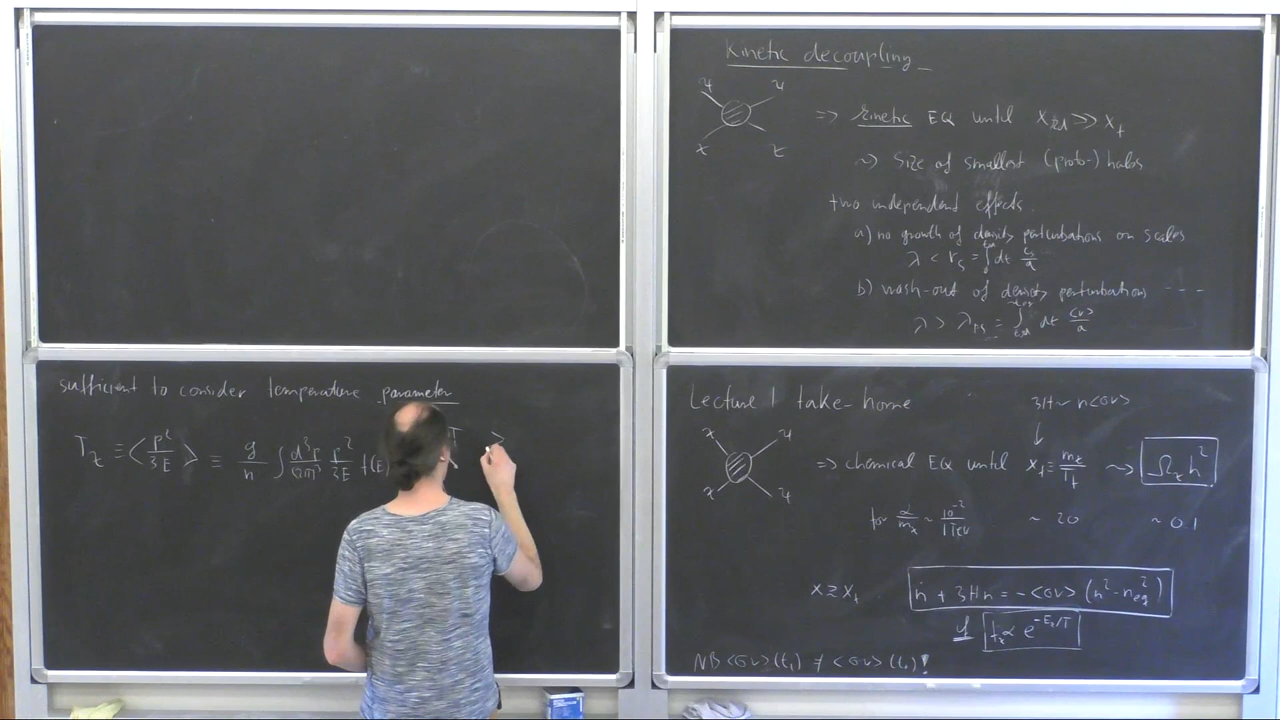 sufficient to consider temperature parameter
T_χ ≡ < p²/3E > ≡ g/n ∫ d³p/(2π)³ p²/3E f(E)
Kinetic decoupling
ψ ψ
χ χ
=> kinetic EQ until x_kd >> x_f
~> size of smallest (proto-) halos
two independent effects
a) no growth of density perturbations on scales
λ < r_s = ∫ dt c_s/a
b) wash-out of density perturbations ----
λ > λ_FS = ∫ dt <v>/a
Lecture 1 take-home
3H ~ n<σv>
χ ψ
χ ψ
=> chemical EQ until x_f = m_χ/T_f ~> Ω_χ h²
for α/m_χ ~ 10⁻²/1TeV ~ 20 ~ 0.1
x ≳ x_f
ṅ + 3Hn = -<σv> (n² - n²_eq)
if f_χ ∝ e^{-E_χ/T}
NB <σv>(t₁) ≠ <σv>(t₀)!